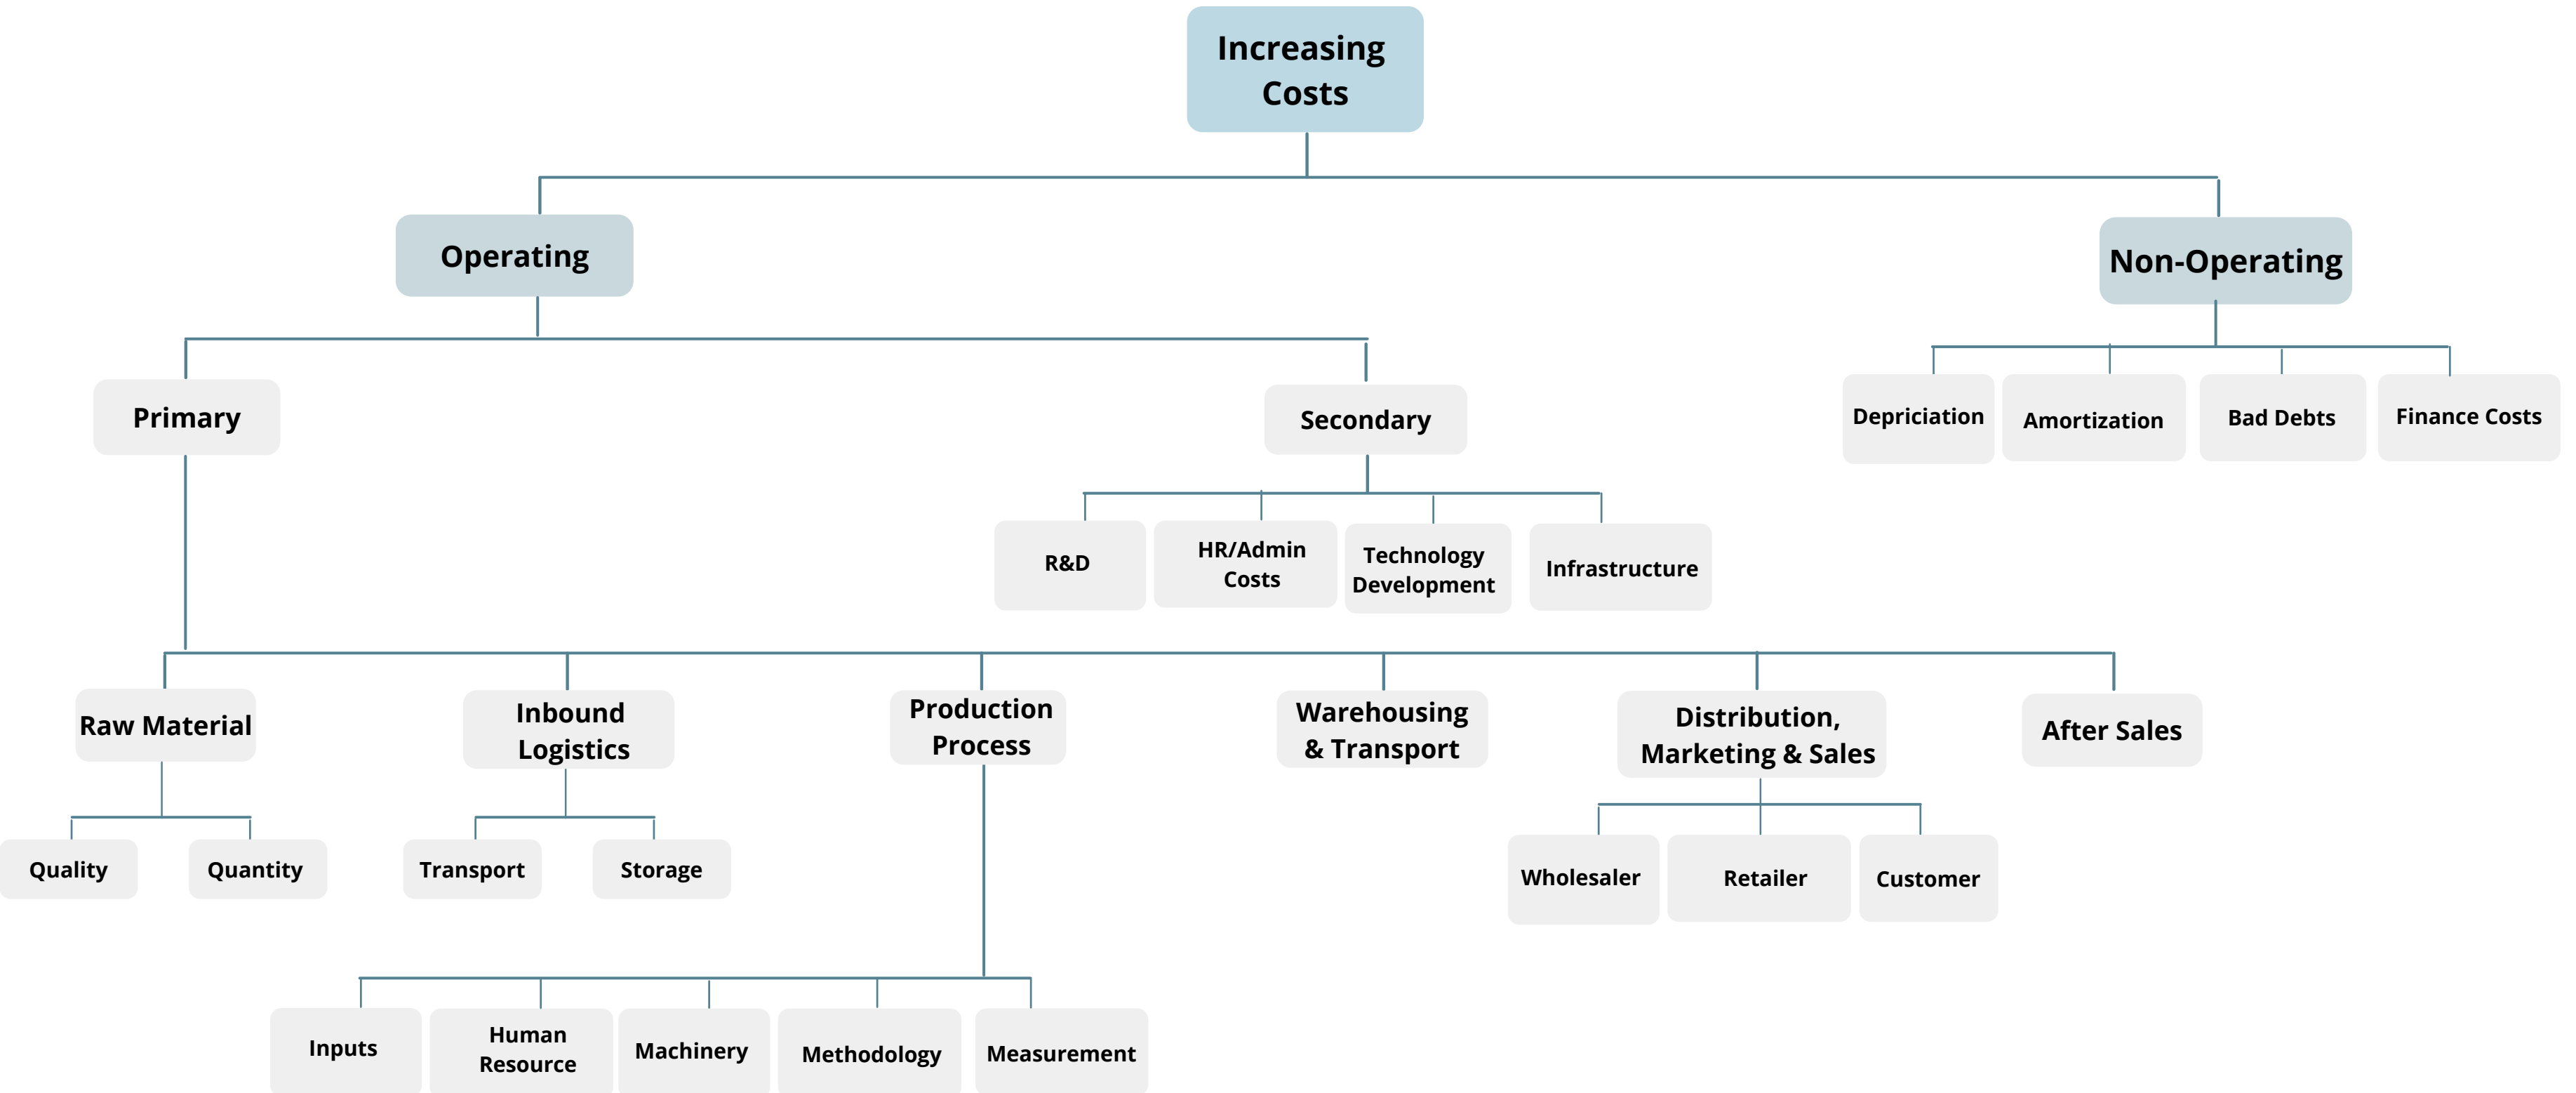 Increasing
Costs
Operating
Non-Operating
Primary
Secondary
Depriciation
Amortization
Bad Debts
Finance Costs
R&D
HR/Admin
Costs
Technology
Development
Infrastructure
Raw Material
Inbound
Logistics
Production
Process
Warehousing
& Transport
Distribution,
Marketing & Sales
After Sales
Quality
Quantity
Transport
Storage
Wholesaler
Retailer
Customer
Inputs
Human
Resource
Machinery
Methodology
Measurement